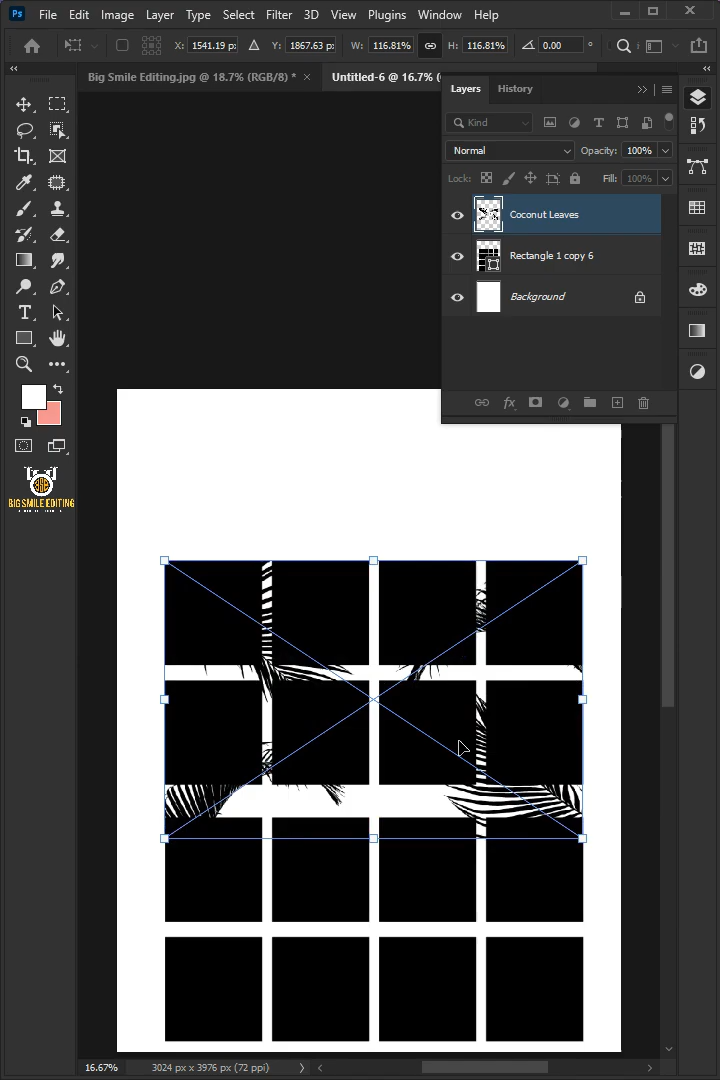 Ps File Edit Image Layer Type Select Filter 3D View Plugins Window Help
X: 1541.19 p: Y: 1867.63 px W: 116.81% H: 116.81% 0.00 °
Big Smile Editing.jpg @ 18.7% (RGB/8) * × Untitled-6 @ 16.7% (
Layers History
Kind
Normal Opacity: 100%
Lock: Fill: 100%
Coconut Leaves
Rectangle 1 copy 6
Background
fx
BIG SMILE EDITING
16.67% 3024 px x 3976 px (72 ppi)